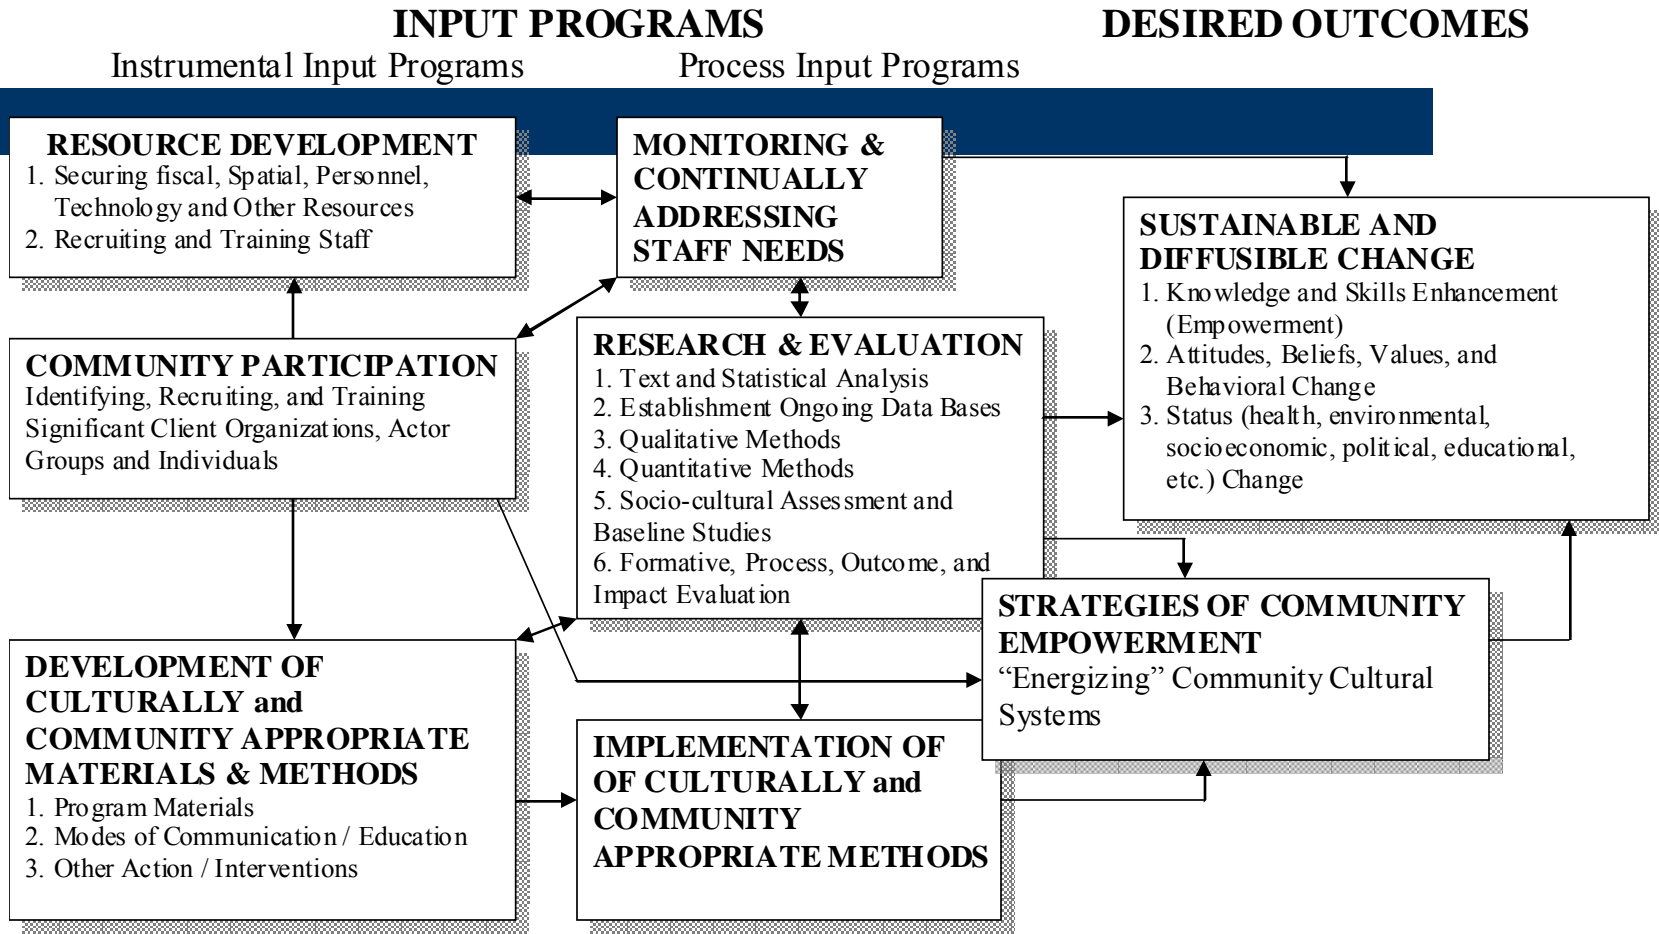 INPUT PROGRAMS
DESIRED OUTCOMES
Instrumental Input Programs
Process Input Programs
RESOURCE DEVELOPMENT
1. Securing fiscal, Spatial, Personnel,
Technology and Other Resources
2. Recruiting and Training Staff
MONITORING &
CONTINUALLY
ADDRESSING
STAFF NEEDS
SUSTAINABLE AND
DIFFUSIBLE CHANGE
1. Knowledge and Skills Enhancement
(Empowerment)
2. Attitudes, Beliefs, Values, and
Behavioral Change
3. Status (health, environmental,
socioeconomic, political, educational,
etc.) Change
COMMUNITY PARTICIPATION
Identifying, Recruiting, and Training
Significant Client Organizations, Actor
Groups and Individuals
RESEARCH & EVALUATION
1. Text and Statistical Analysis
2. Establishment Ongoing Data Bases
3. Qualitative Methods
4. Quantitative Methods
5. Socio-cultural Assessment and
Baseline Studies
6. Formative, Process, Outcome, and
Impact Evaluation
STRATEGIES OF COMMUNITY
EMPOWERMENT
“Energizing” Community Cultural
Systems
DEVELOPMENT OF
CULTURALLY and
COMMUNITY APPROPRIATE
MATERIALS & METHODS
1. Program Materials
2. Modes of Communication / Education
3. Other Action / Interventions
IMPLEMENTATION OF
OF CULTURALLY and
COMMUNITY
APPROPRIATE METHODS